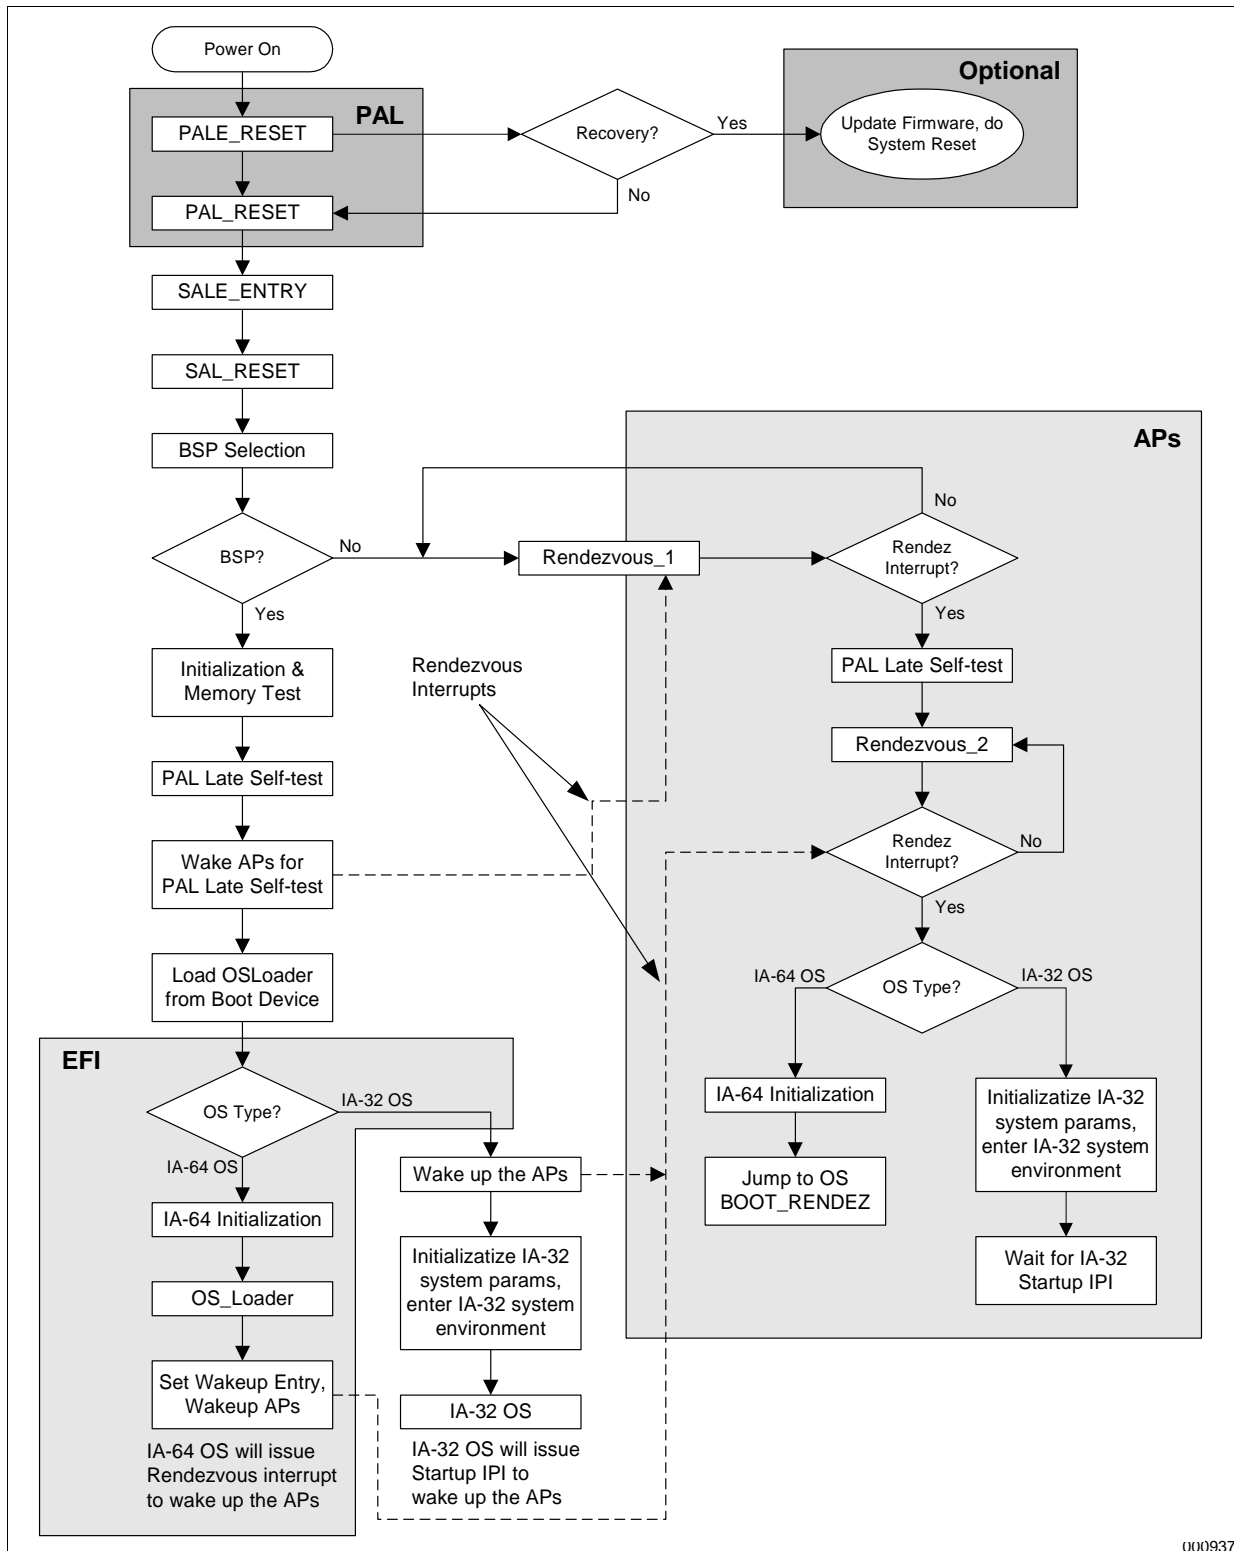 Power On
PAL
PALE_RESET
PAL_RESET
Recovery?
Yes
No
Optional
Update Firmware, do
System Reset
SALE_ENTRY
SAL_RESET
BSP Selection
BSP?
No
Yes
Initialization &
Memory Test
PAL Late Self-test
Wake APs for
PAL Late Self-test
Load OSLoader
from Boot Device
Rendezvous
Interrupts
APs
Rendezvous_1
No
Rendez
Interrupt?
Yes
PAL Late Self-test
Rendezvous_2
Rendez
Interrupt?
No
Yes
IA-64 OS
OS Type?
IA-32 OS
IA-64 Initialization
Jump to OS
BOOT_RENDEZ
Initializatize IA-32
system params,
enter IA-32 system
environment
Wait for IA-32
Startup IPI
EFI
OS Type?
IA-32 OS
IA-64 OS
IA-64 Initialization
OS_Loader
Set Wakeup Entry,
Wakeup APs
IA-64 OS will issue
Rendezvous interrupt
to wake up the APs
Wake up the APs
Initializatize IA-32
system params,
enter IA-32 system
environment
IA-32 OS
IA-32 OS will issue
Startup IPI to
wake up the APs
000937